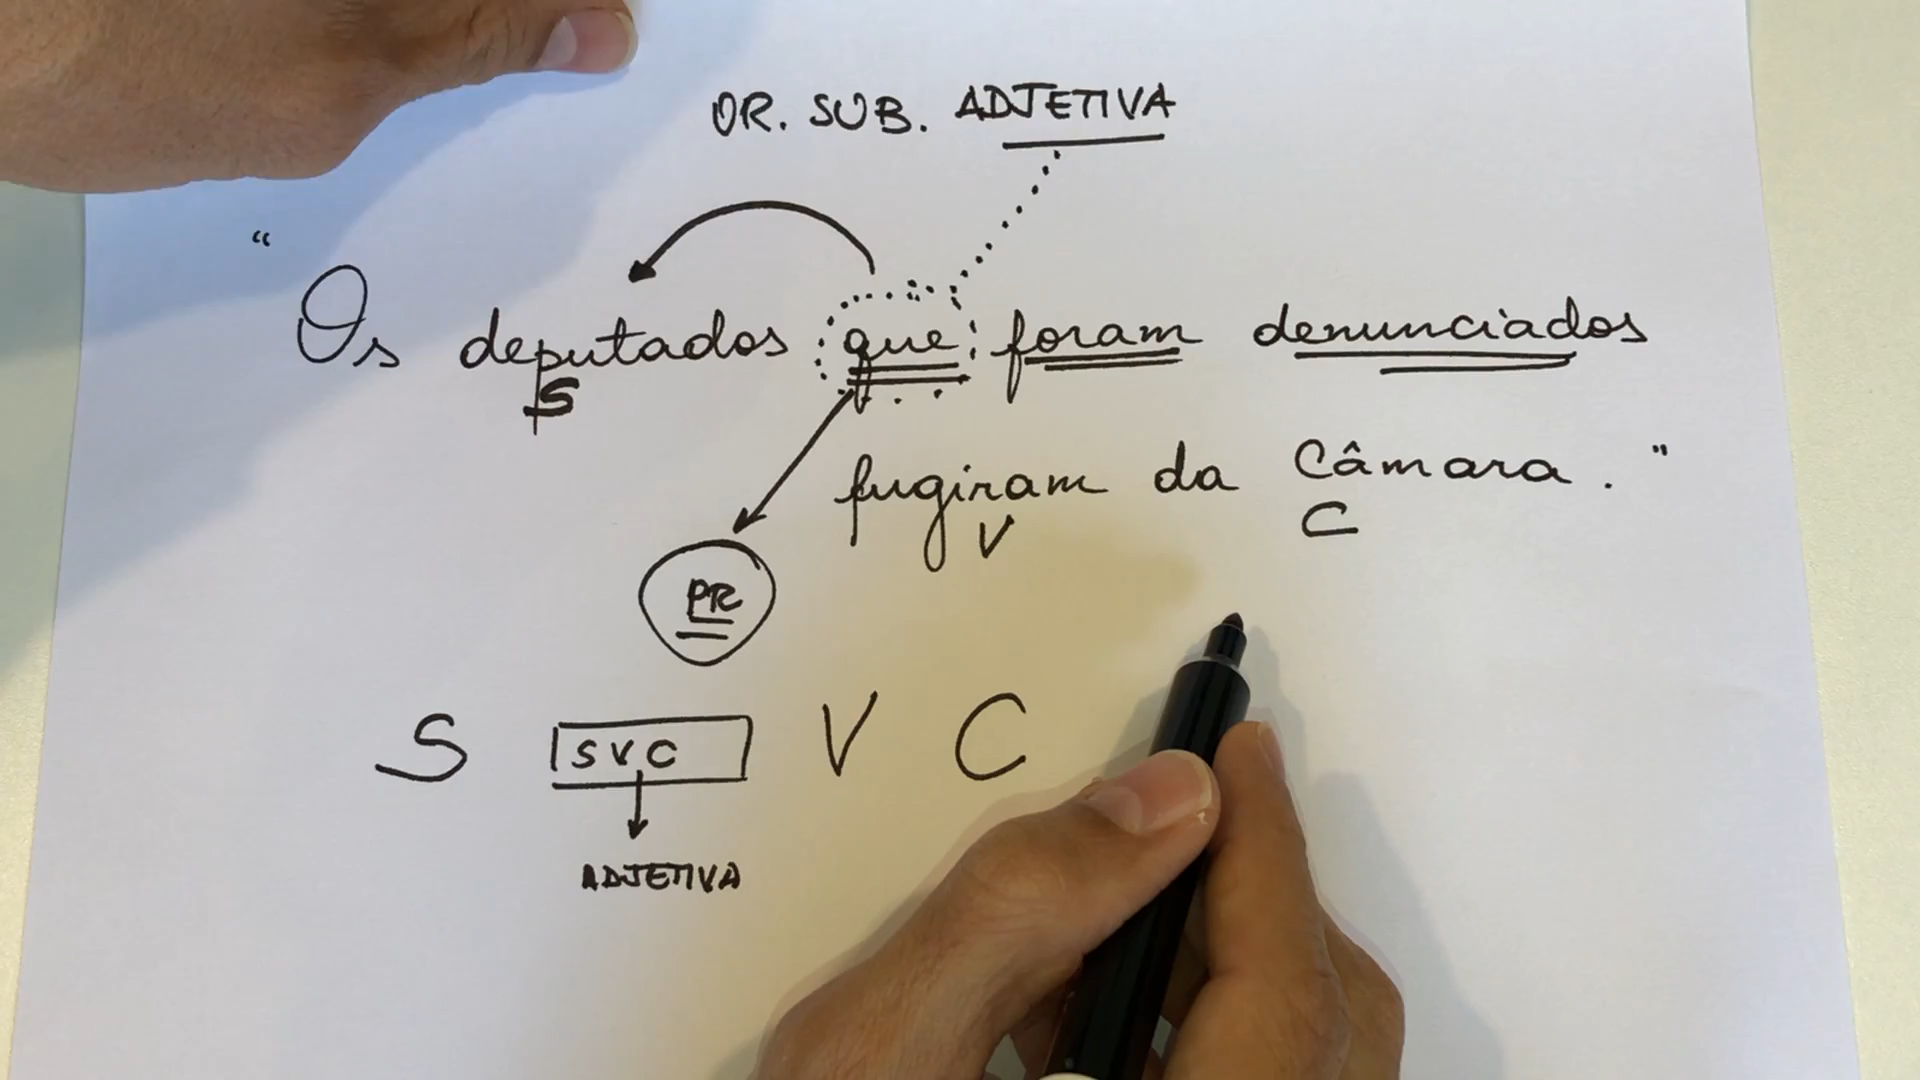 OR. SUB. ADJETIVA
“
Os deputados que foram denunciados
S
fugiram da Câmara. ”
V C
PR
S SVC V C
ADJETIVA